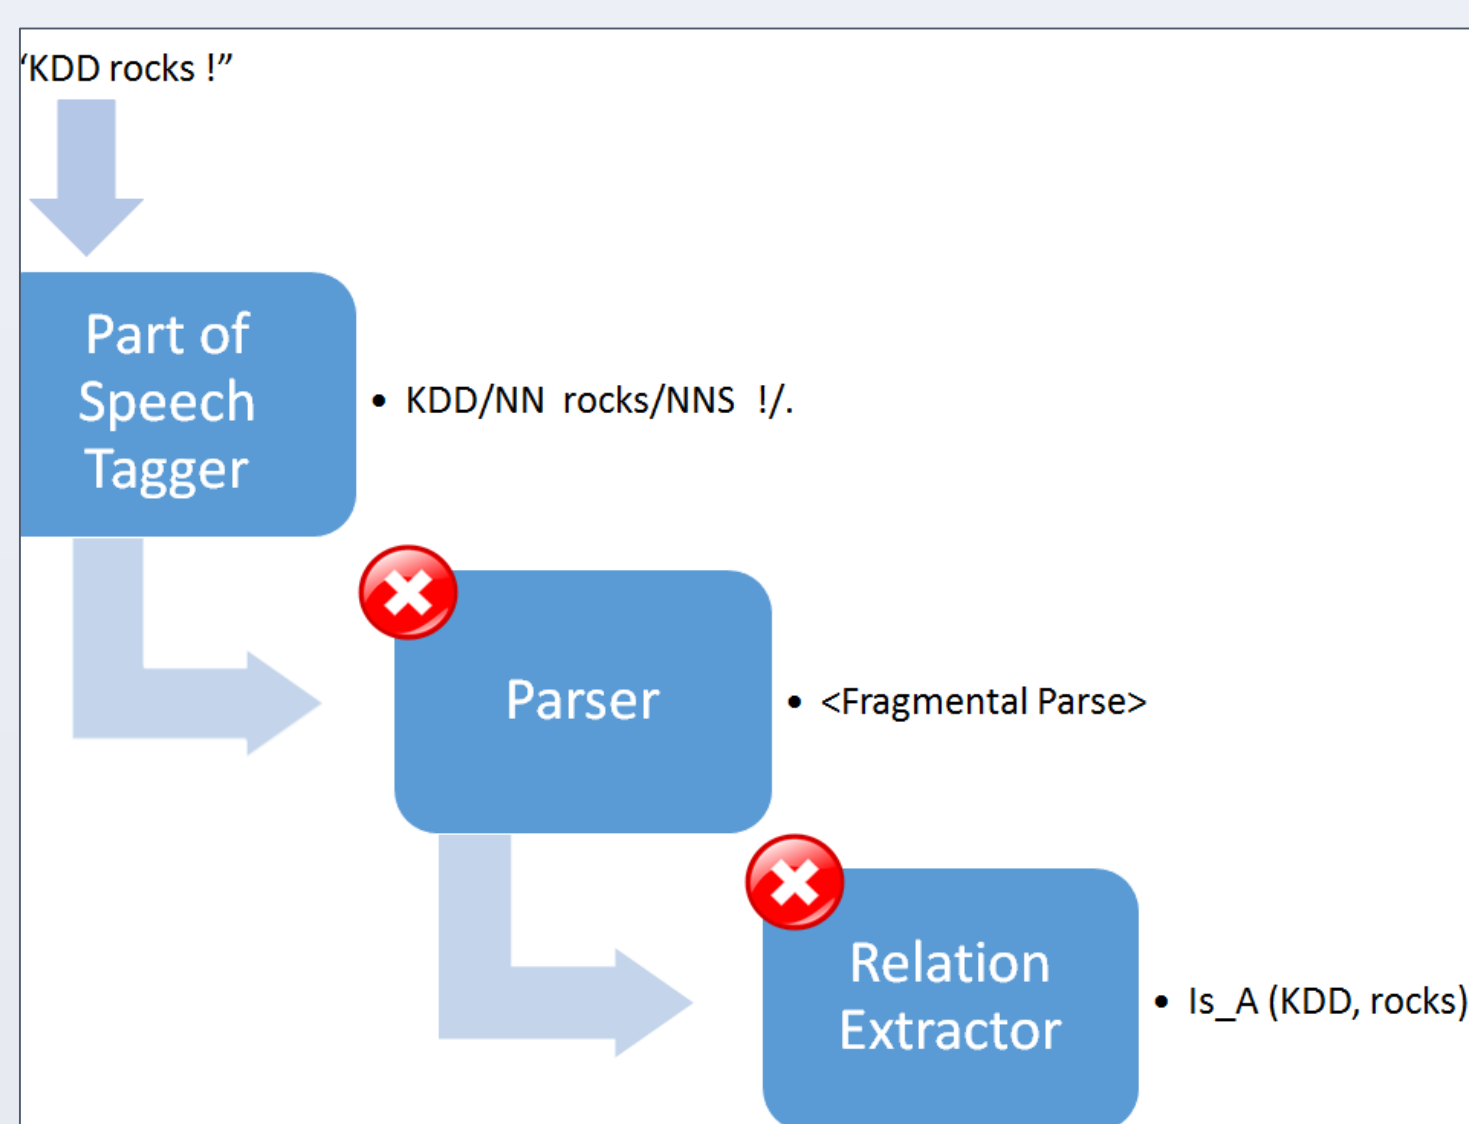 ‘KDD rocks !”
Part of
Speech
Tagger
• KDD/NN rocks/NNS !/.
Parser
• <Fragmental Parse>
Relation
Extractor
• Is_A (KDD, rocks)